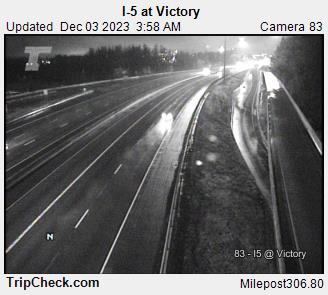 I-5 at Victory
Updated  Dec 03 2023  3:58 AM
Camera 83
T
N
83 - I5 @ Victory
TripCheck.com
Milepost306.80